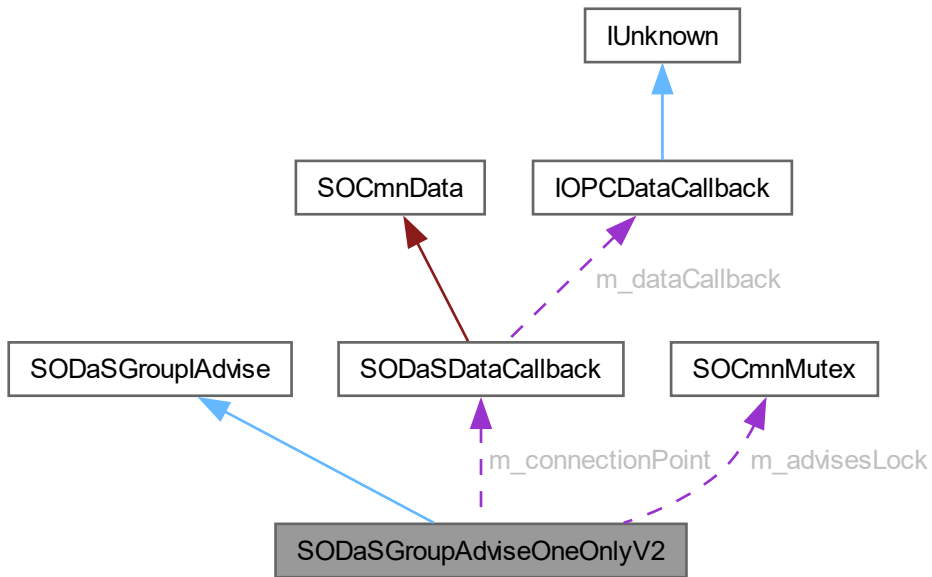 IUnknown
SOCmnData
IOPCDataCallback
m_dataCallback
SODaSGroupIAdvise
SODaSDataCallback
SOCmnMutex
m_connectionPoint
m_advisesLock
SODaSGroupAdviseOneOnlyV2